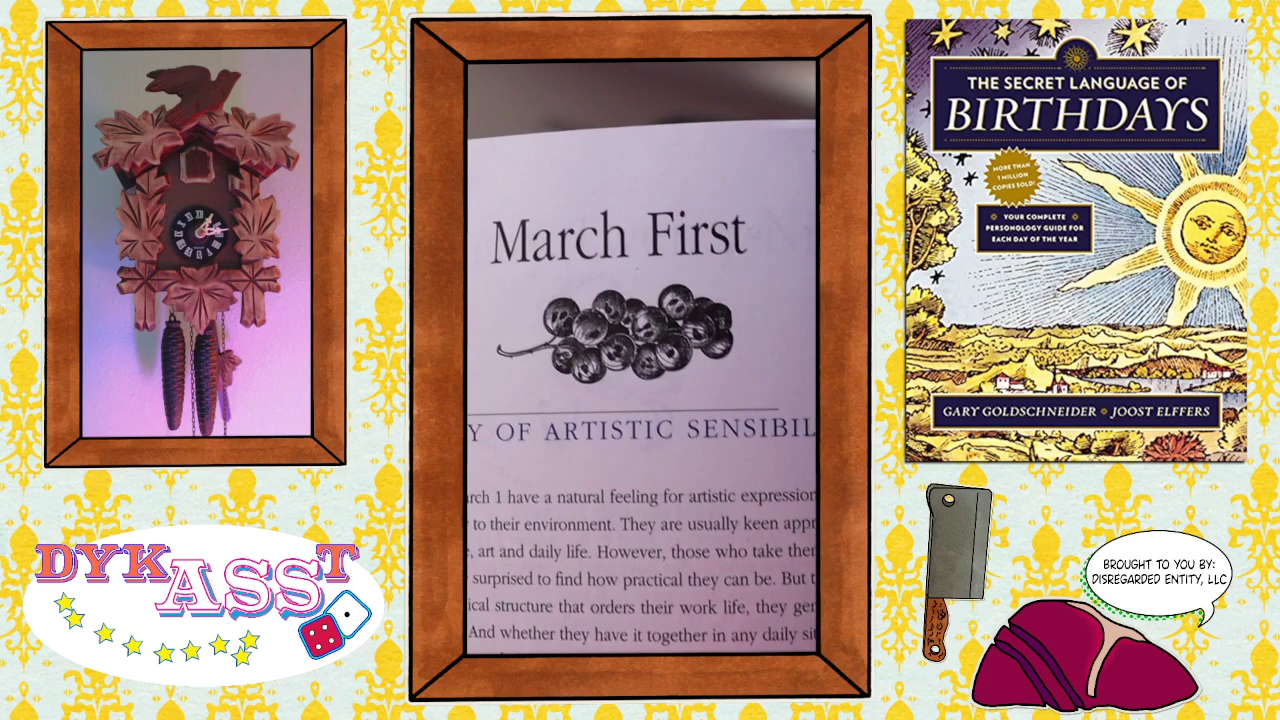 March First
Y OF ARTISTIC SENSIBIL
rch 1 have a natural feeling for artistic expression
to their environment. They are usually keen appr
, art and daily life. However, those who take ther
surprised to find how practical they can be. But t
ical structure that orders their work life, they ger
And whether they have it together in any daily sit
THE SECRET LANGUAGE OF
BIRTHDAYS
MORE THAN
1 MILLION
COPIES SOLD!
YOUR COMPLETE
PERSONOLOGY GUIDE FOR
EACH DAY OF THE YEAR
GARY GOLDSCHNEIDER JOOST ELFFERS
DYKASST
BROUGHT TO YOU BY:
DISREGARDED ENTITY, LLC